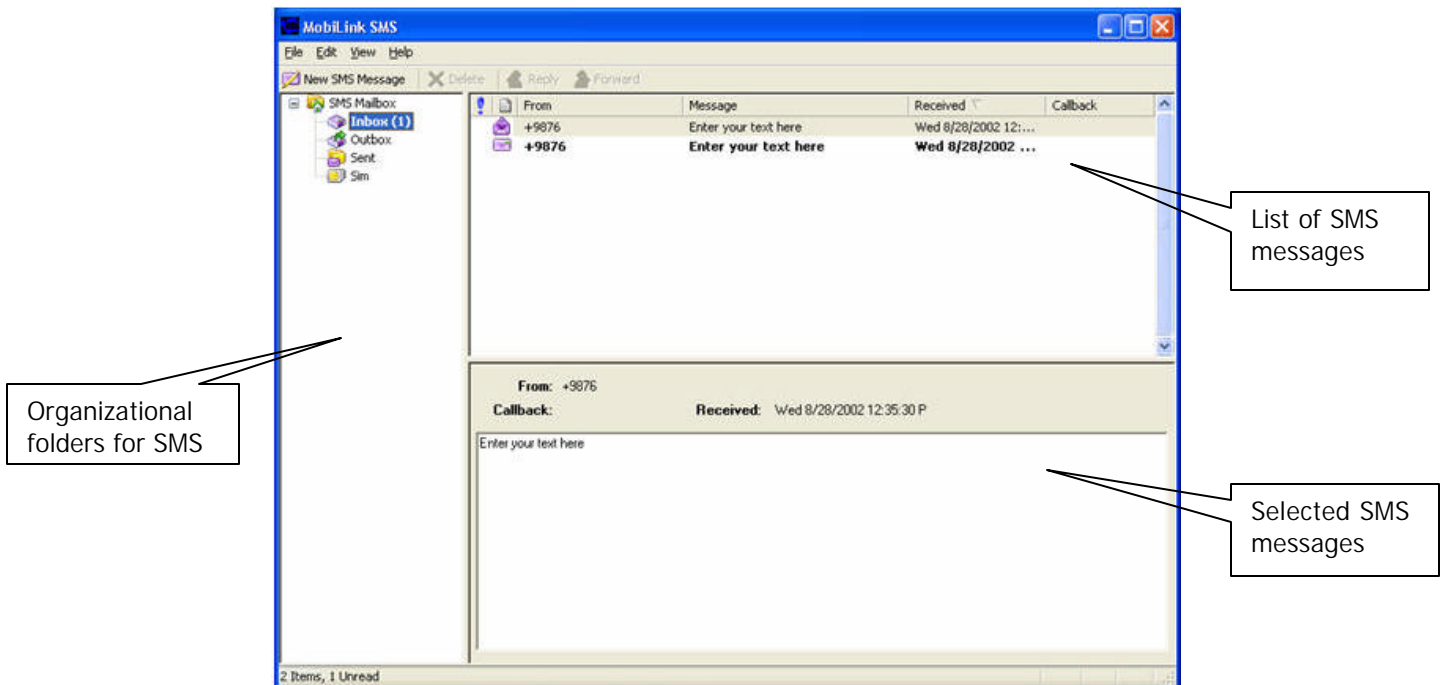 MobiLink SMS
File Edit View Help
New SMS Message Delete Reply Forward
SMS Mailbox
Inbox (1)
Outbox
Sent
Sim
From Message Received Callback
+9876 Enter your text here Wed 8/28/2002 12:...
+9876 Enter your text here Wed 8/28/2002 ...
List of SMS
messages
Organizational
folders for SMS
From: +9876
Callback: Received: Wed 8/28/2002 12:35:30 P
Enter your text here
Selected SMS
messages
2 Items, 1 Unread